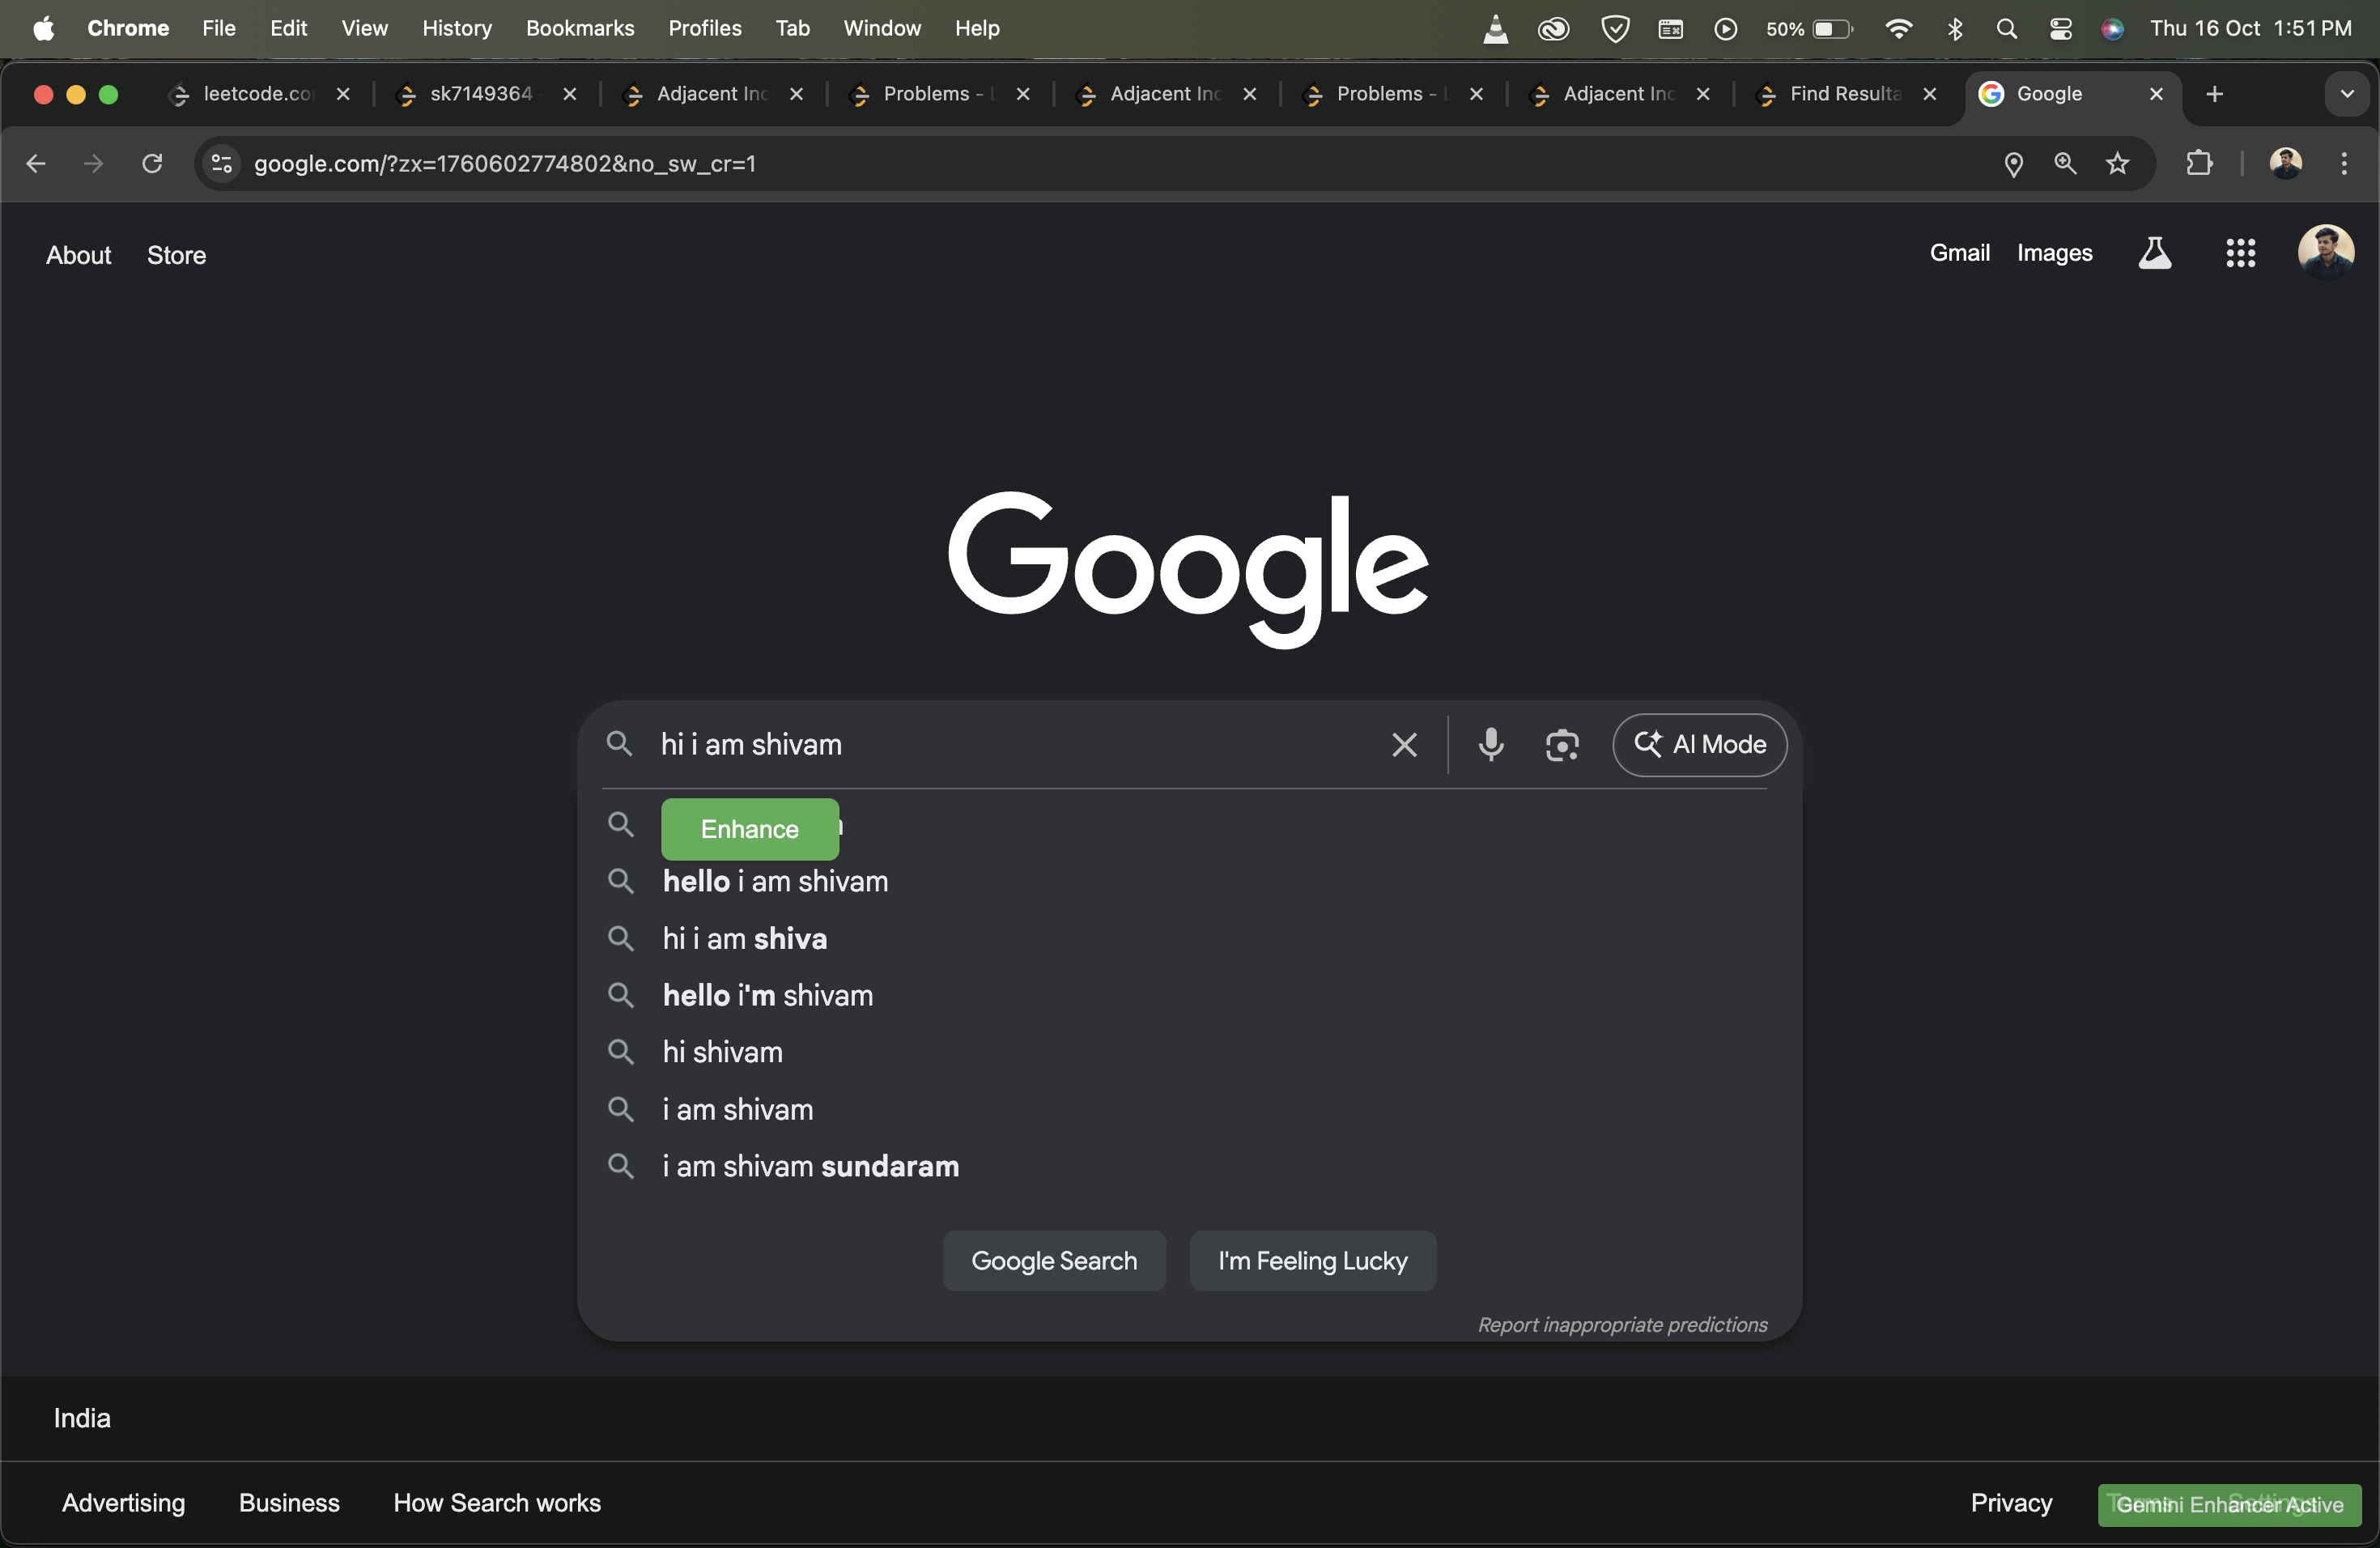 Chrome File Edit View History Bookmarks Profiles Tab Window Help 50% Thu 16 Oct 1:51 PM
leetcode.co sk7149364 Adjacent Inc Problems - L Adjacent Inc Problems - L Adjacent Inc Find Resulta Google
google.com/?zx=1760602774802&no_sw_cr=1
About Store Gmail Images
Google
hi i am shivam AI Mode
Enhance
hello i am shivam
hi i am shiva
hello i'm shivam
hi shivam
i am shivam
i am shivam sundaram
Google Search I'm Feeling Lucky
Report inappropriate predictions
India
Advertising Business How Search works Privacy Terms Settings
Gemini Enhancer Active